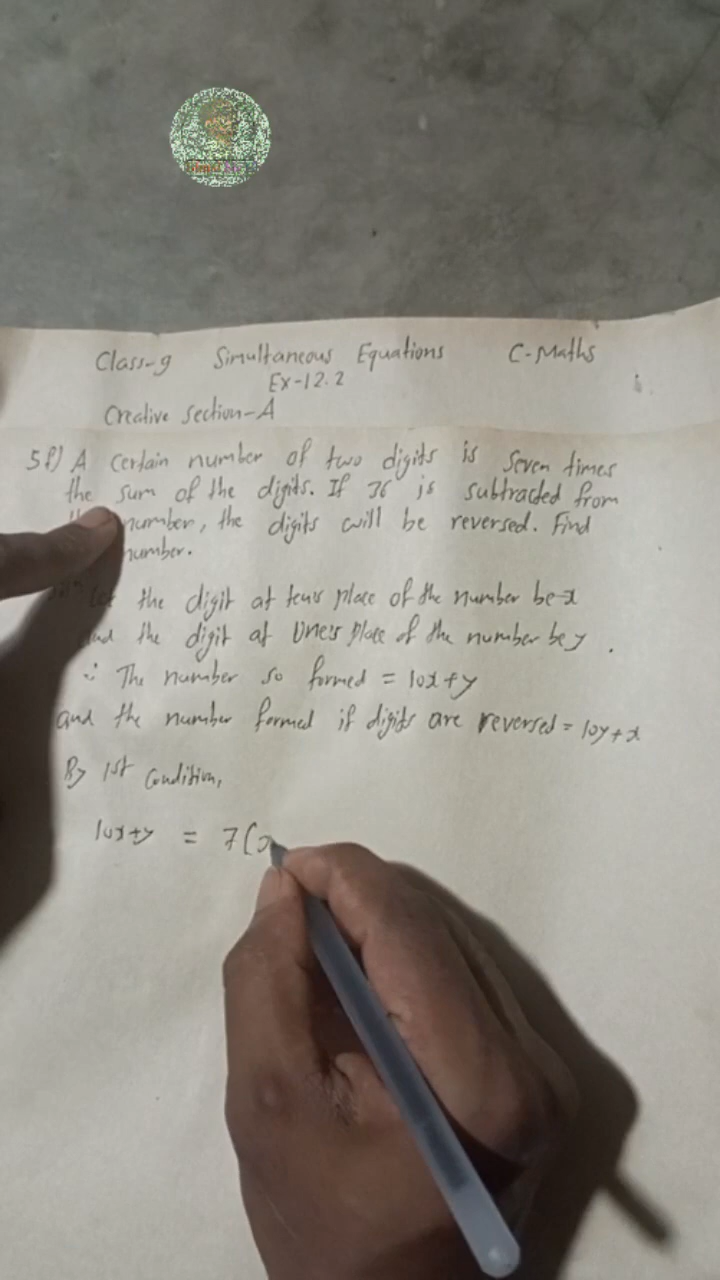 Class-9 Simultaneous Equations C-Maths
Ex-12.2
Creative section-A
5f) A certain number of two digits is seven times
the sum of the digits. If 36 is subtracted from
number, the digits will be reversed. Find
number.
the digit at ten's place of the number be x
and the digit at one's place of the number be y.
∴ The number so formed = 10x+y
and the number formed if digits are reversed = 10y+x
By 1st Condition,
10x+y = 7(x